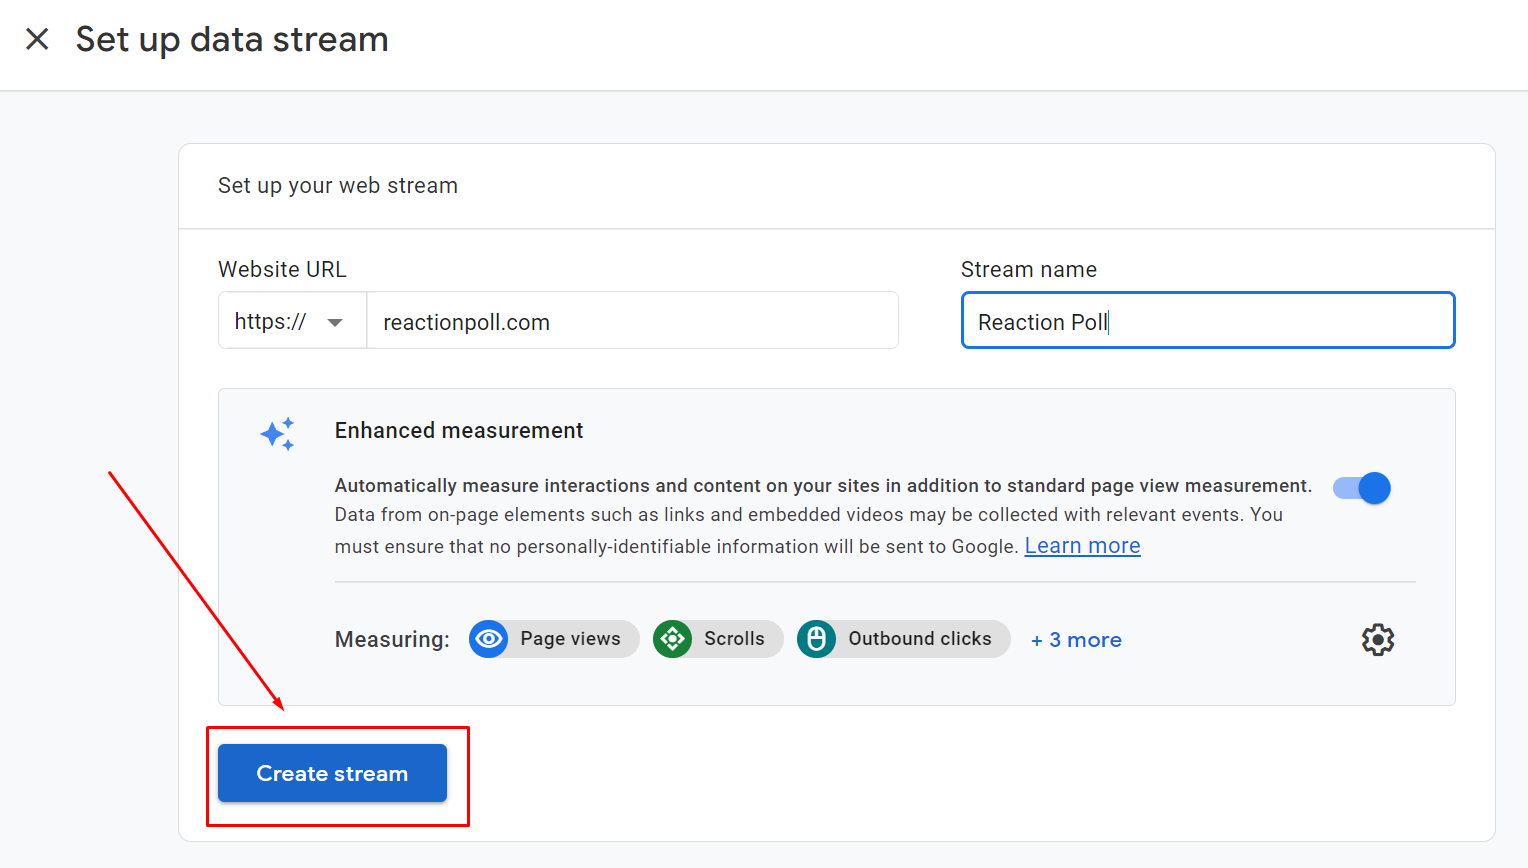 Set up data stream
Set up your web stream
Website URL
Stream name
https://
reactionpoll.com
Reaction Poll
Enhanced measurement
Automatically measure interactions and content on your sites in addition to standard page view measurement.
Data from on-page elements such as links and embedded videos may be collected with relevant events. You
must ensure that no personally-identifiable information will be sent to Google. Learn more
Measuring: Page views Scrolls Outbound clicks + 3 more
Create stream